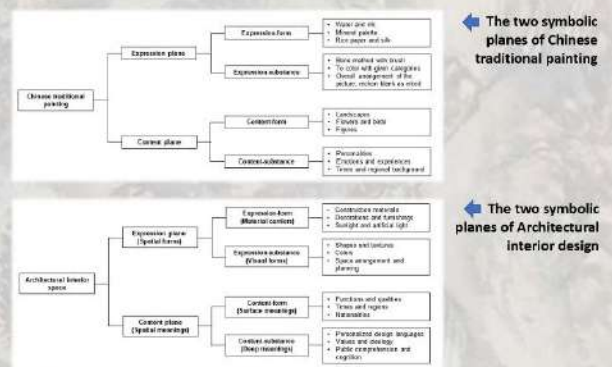 The two symbolic
planes of Chinese
traditional painting
Chinese traditional
painting
Expression plane
Expression-form
• Water and ink
• Mineral palette
• Rice paper and silk
Expression-substance
• Bone method with brush
• To color with given categories
• Overall arrangement of the
picture, reckon blank as inked
Content plane
Content-form
• Landscapes
• Flowers and birds
• Figures
Content-substance
• Personalities
• Emotions and experiences
• Times and regional background
The two symbolic
planes of Architectural
interior design
Architectural Interior
space
Expression plane
(Spatial forms)
Expression-form
(Material carriers)
• Construction materials
• Decorations and furnishings
• Sunlight and artificial light
Expression-substance
(Visual forms)
• Shapes and textures
• Colors
• Space arrangement and
planning
Content plane
(Spatial meanings)
Content-form
(Surface meanings)
• Functions and qualities
• Times and regions
• Nationalities
Content-substance
(Deep meanings)
• Personalized design languages
• Values and ideology
• Public comprehension and
cognition